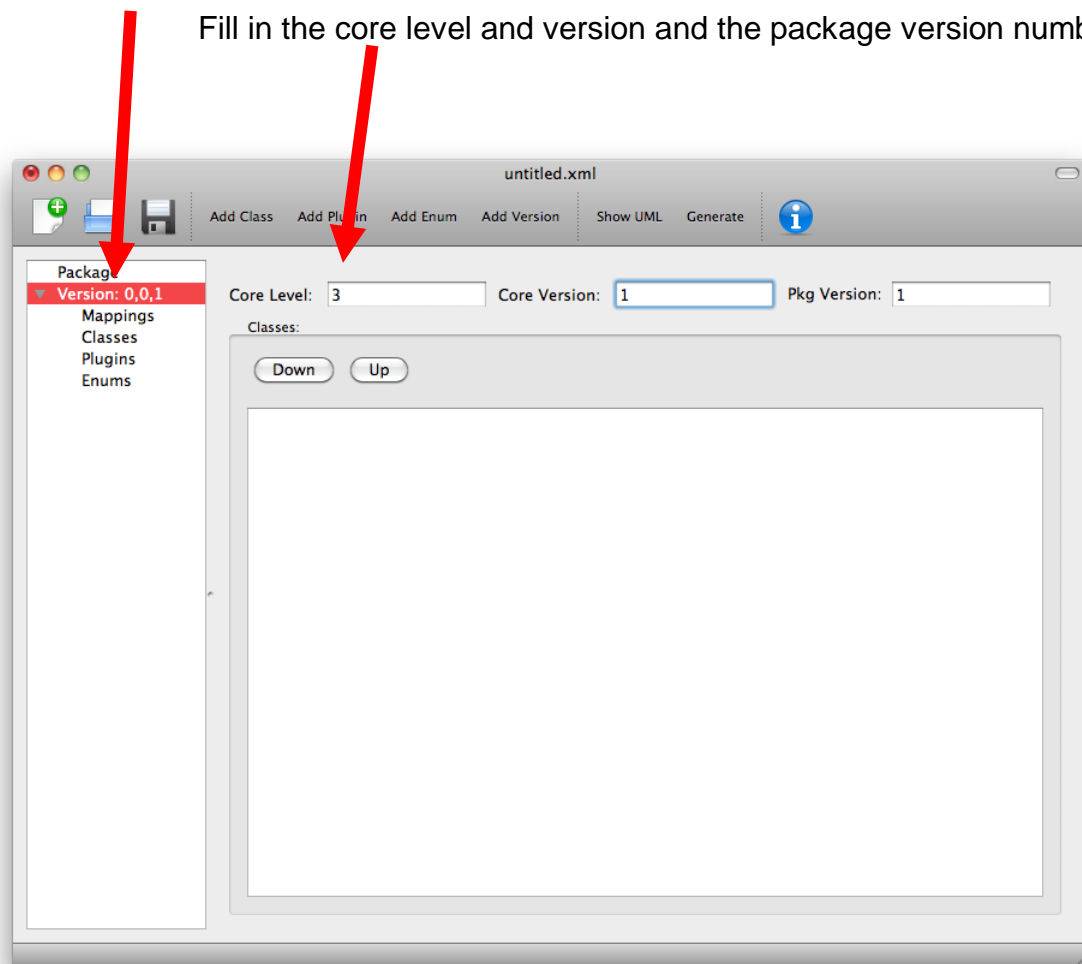 Fill in the core level and version and the package version numb
untitled.xml
Add Class Add Plugin Add Enum Add Version Show UML Generate
Package
Version: 0,0,1
Mappings
Classes
Plugins
Enums
Core Level: 3 Core Version: 1 Pkg Version: 1
Classes:
Down Up